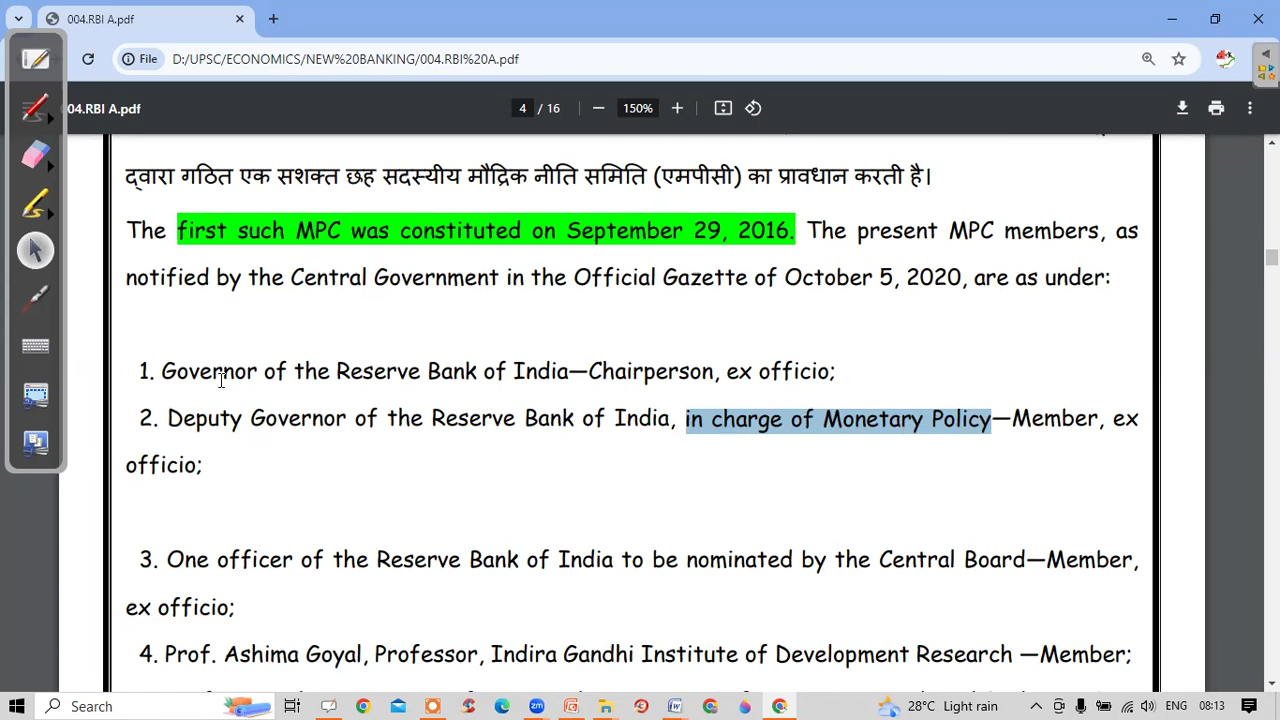 004.RBI A.pdf
File
D:/UPSC/ECONOMICS/NEW%20BANKING/004.RBI%20A.pdf
004.RBI A.pdf
4 / 16
150%
द्वारा गठित एक सशक्त छह सदस्यीय मौद्रिक नीति समिति (एमपीसी) का प्रावधान करती है।
The first such MPC was constituted on September 29, 2016. The present MPC members, as
notified by the Central Government in the Official Gazette of October 5, 2020, are as under:
1. Governor of the Reserve Bank of India—Chairperson, ex officio;
2. Deputy Governor of the Reserve Bank of India, in charge of Monetary Policy—Member, ex
officio;
3. One officer of the Reserve Bank of India to be nominated by the Central Board—Member,
ex officio;
4. Prof. Ashima Goyal, Professor, Indira Gandhi Institute of Development Research —Member;
Search
28°C Light rain
ENG
08:13